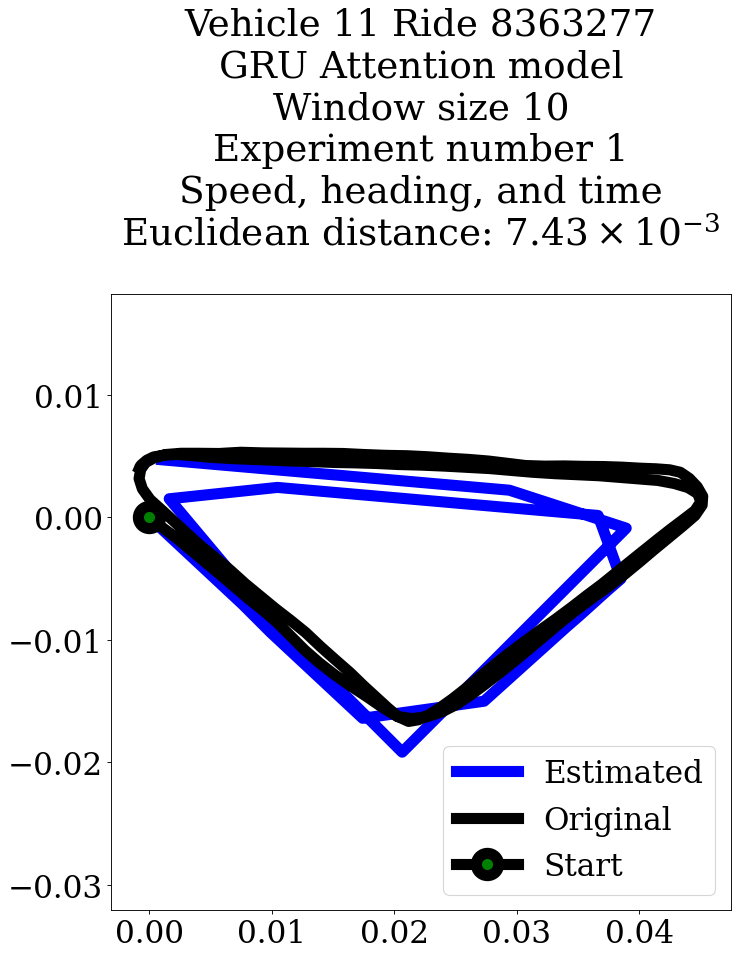 Vehicle 11 Ride 8363277
GRU Attention model
Window size 10
Experiment number 1
Speed, heading, and time
Euclidean distance: 7.43 × 10⁻³
0.01
0.00
−0.01
−0.02
−0.03
0.00 0.01 0.02 0.03 0.04
Estimated
Original
Start